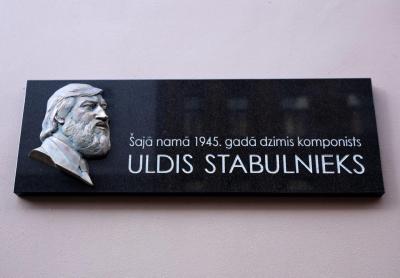 Šajā namā 1945. gadā dzimis komponists
ULDIS STABULNIEKS